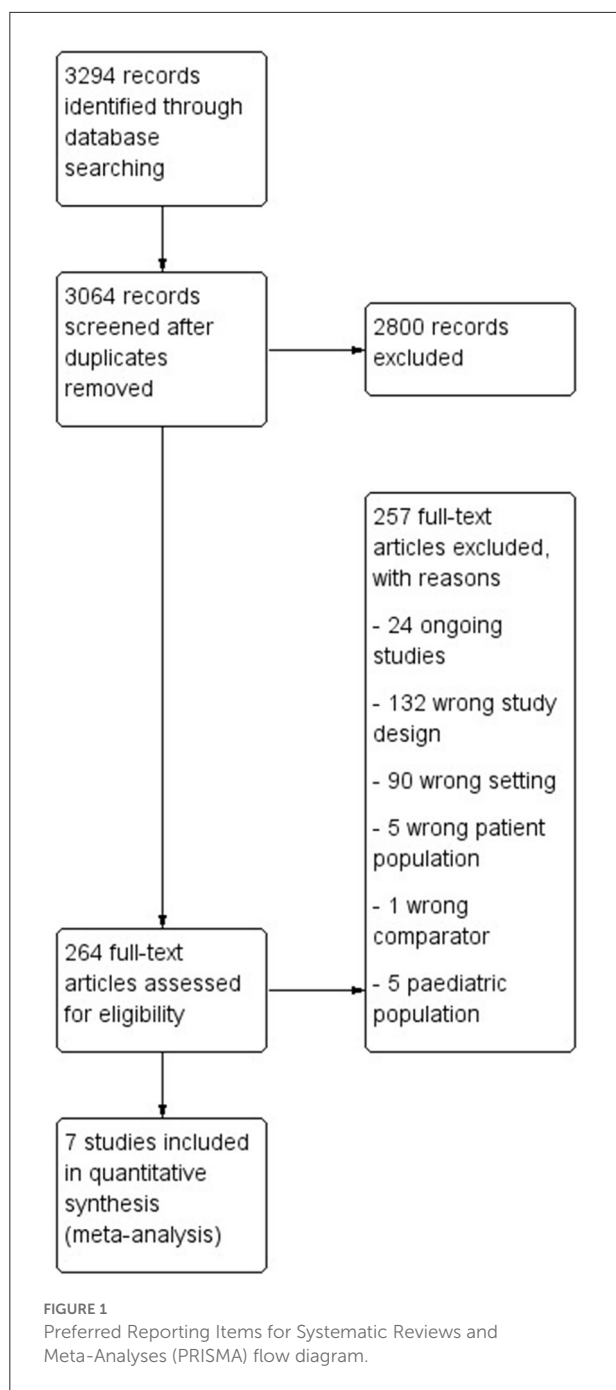 3294 records
identified through
database
searching
3064 records
screened after
duplicates
removed
2800 records
excluded
257 full-text
articles excluded,
with reasons
- 24 ongoing
studies
- 132 wrong study
design
- 90 wrong setting
- 5 wrong patient
population
- 1 wrong
comparator
- 5 paediatric
population
264 full-text
articles assessed
for eligibility
7 studies included
in quantitative
synthesis
(meta-analysis)
FIGURE 1
Preferred Reporting Items for Systematic Reviews and
Meta-Analyses (PRISMA) flow diagram.